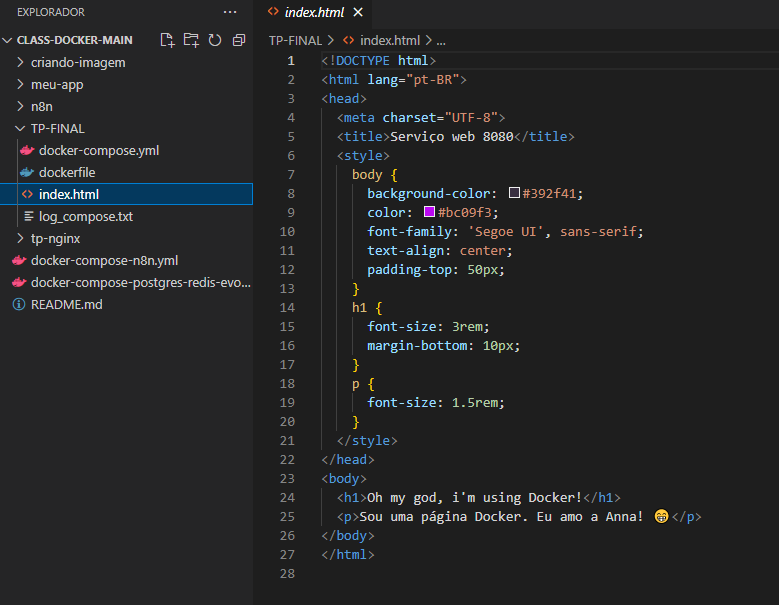 EXPLORADOR ...
CLASS-DOCKER-MAIN
criando-imagem
meu-app
n8n
TP-FINAL
docker-compose.yml
dockerfile
index.html
log_compose.txt
tp-nginx
docker-compose-n8n.yml
docker-compose-postgres-redis-evo...
README.md
index.html
TP-FINAL > index.html > ...
1 <!DOCTYPE html>
2 <html lang="pt-BR">
3 <head>
4 <meta charset="UTF-8">
5 <title>Serviço web 8080</title>
6 <style>
7 body {
8 background-color: #392f41;
9 color: #bc09f3;
10 font-family: 'Segoe UI', sans-serif;
11 text-align: center;
12 padding-top: 50px;
13 }
14 h1 {
15 font-size: 3rem;
16 margin-bottom: 10px;
17 }
18 p {
19 font-size: 1.5rem;
20 }
21 </style>
22 </head>
23 <body>
24 <h1>Oh my god, i'm using Docker!</h1>
25 <p>Sou uma página Docker. Eu amo a Anna! 😁</p>
26 </body>
27 </html>
28